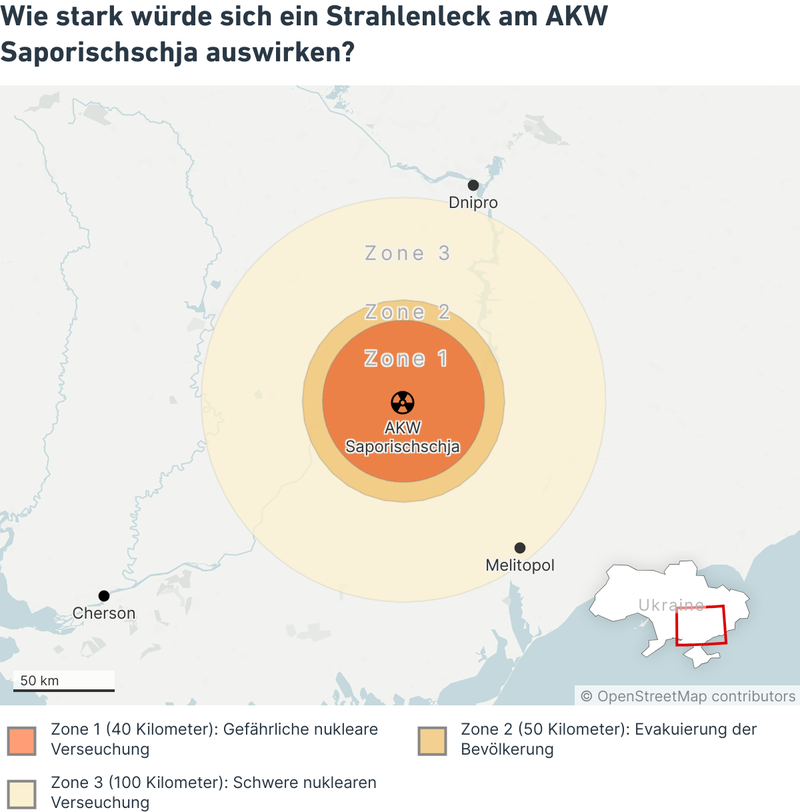 Wie stark würde sich ein Strahlenleck am AKW
Saporischschja auswirken?
Dnipro
Zone 3
Zone 2
Zone 1
AKW
Saporischschja
Melitopol
Cherson
Ukraine
50 km
© OpenStreetMap contributors
Zone 1 (40 Kilometer): Gefährliche nukleare
Verseuchung
Zone 2 (50 Kilometer): Evakuierung der
Bevölkerung
Zone 3 (100 Kilometer): Schwere nuklearen
Verseuchung